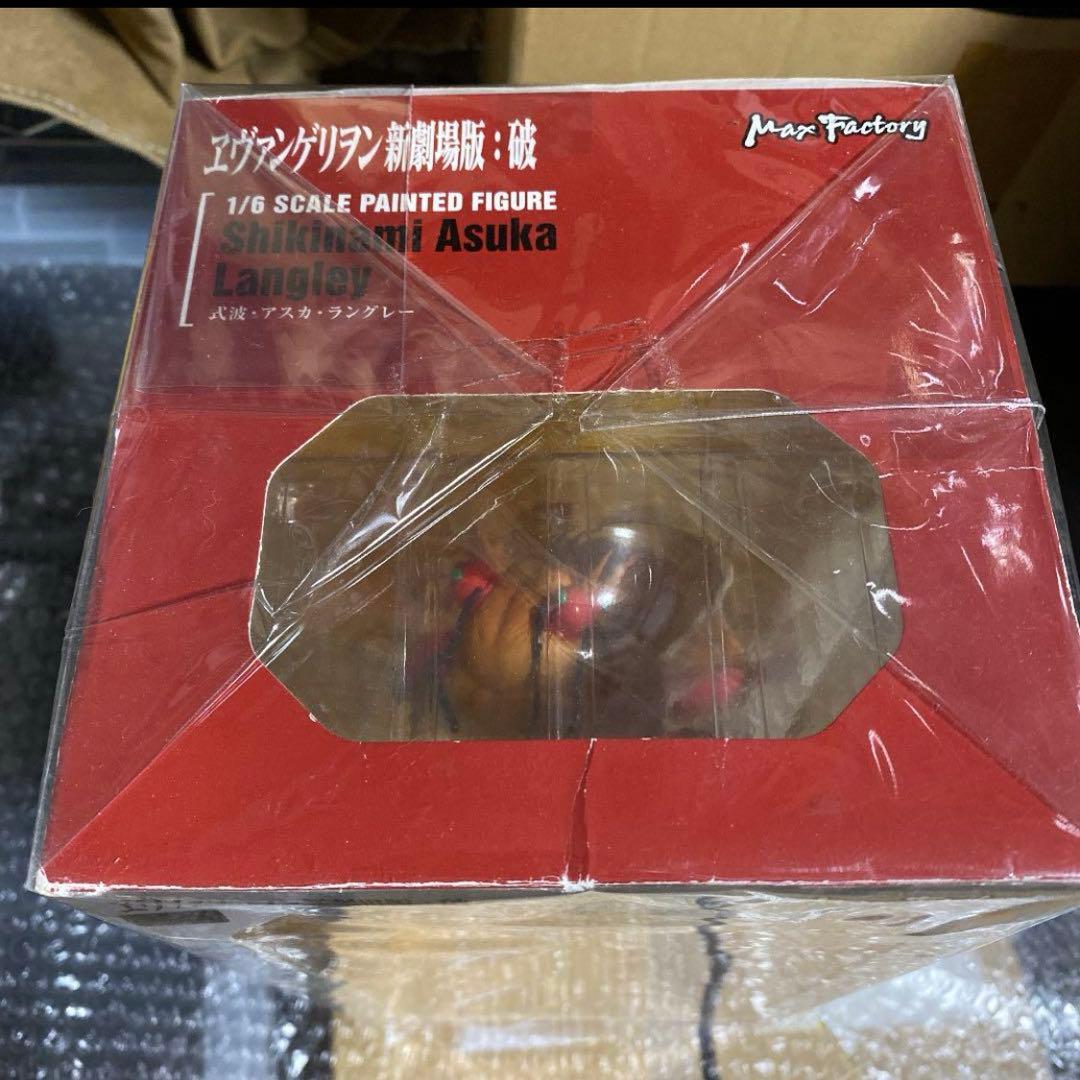 ヱヴァンゲリヲン新劇場版：破
Max Factory
1/6 SCALE PAINTED FIGURE
Shikinami Asuka
Langley
式波・アスカ・ラングレー